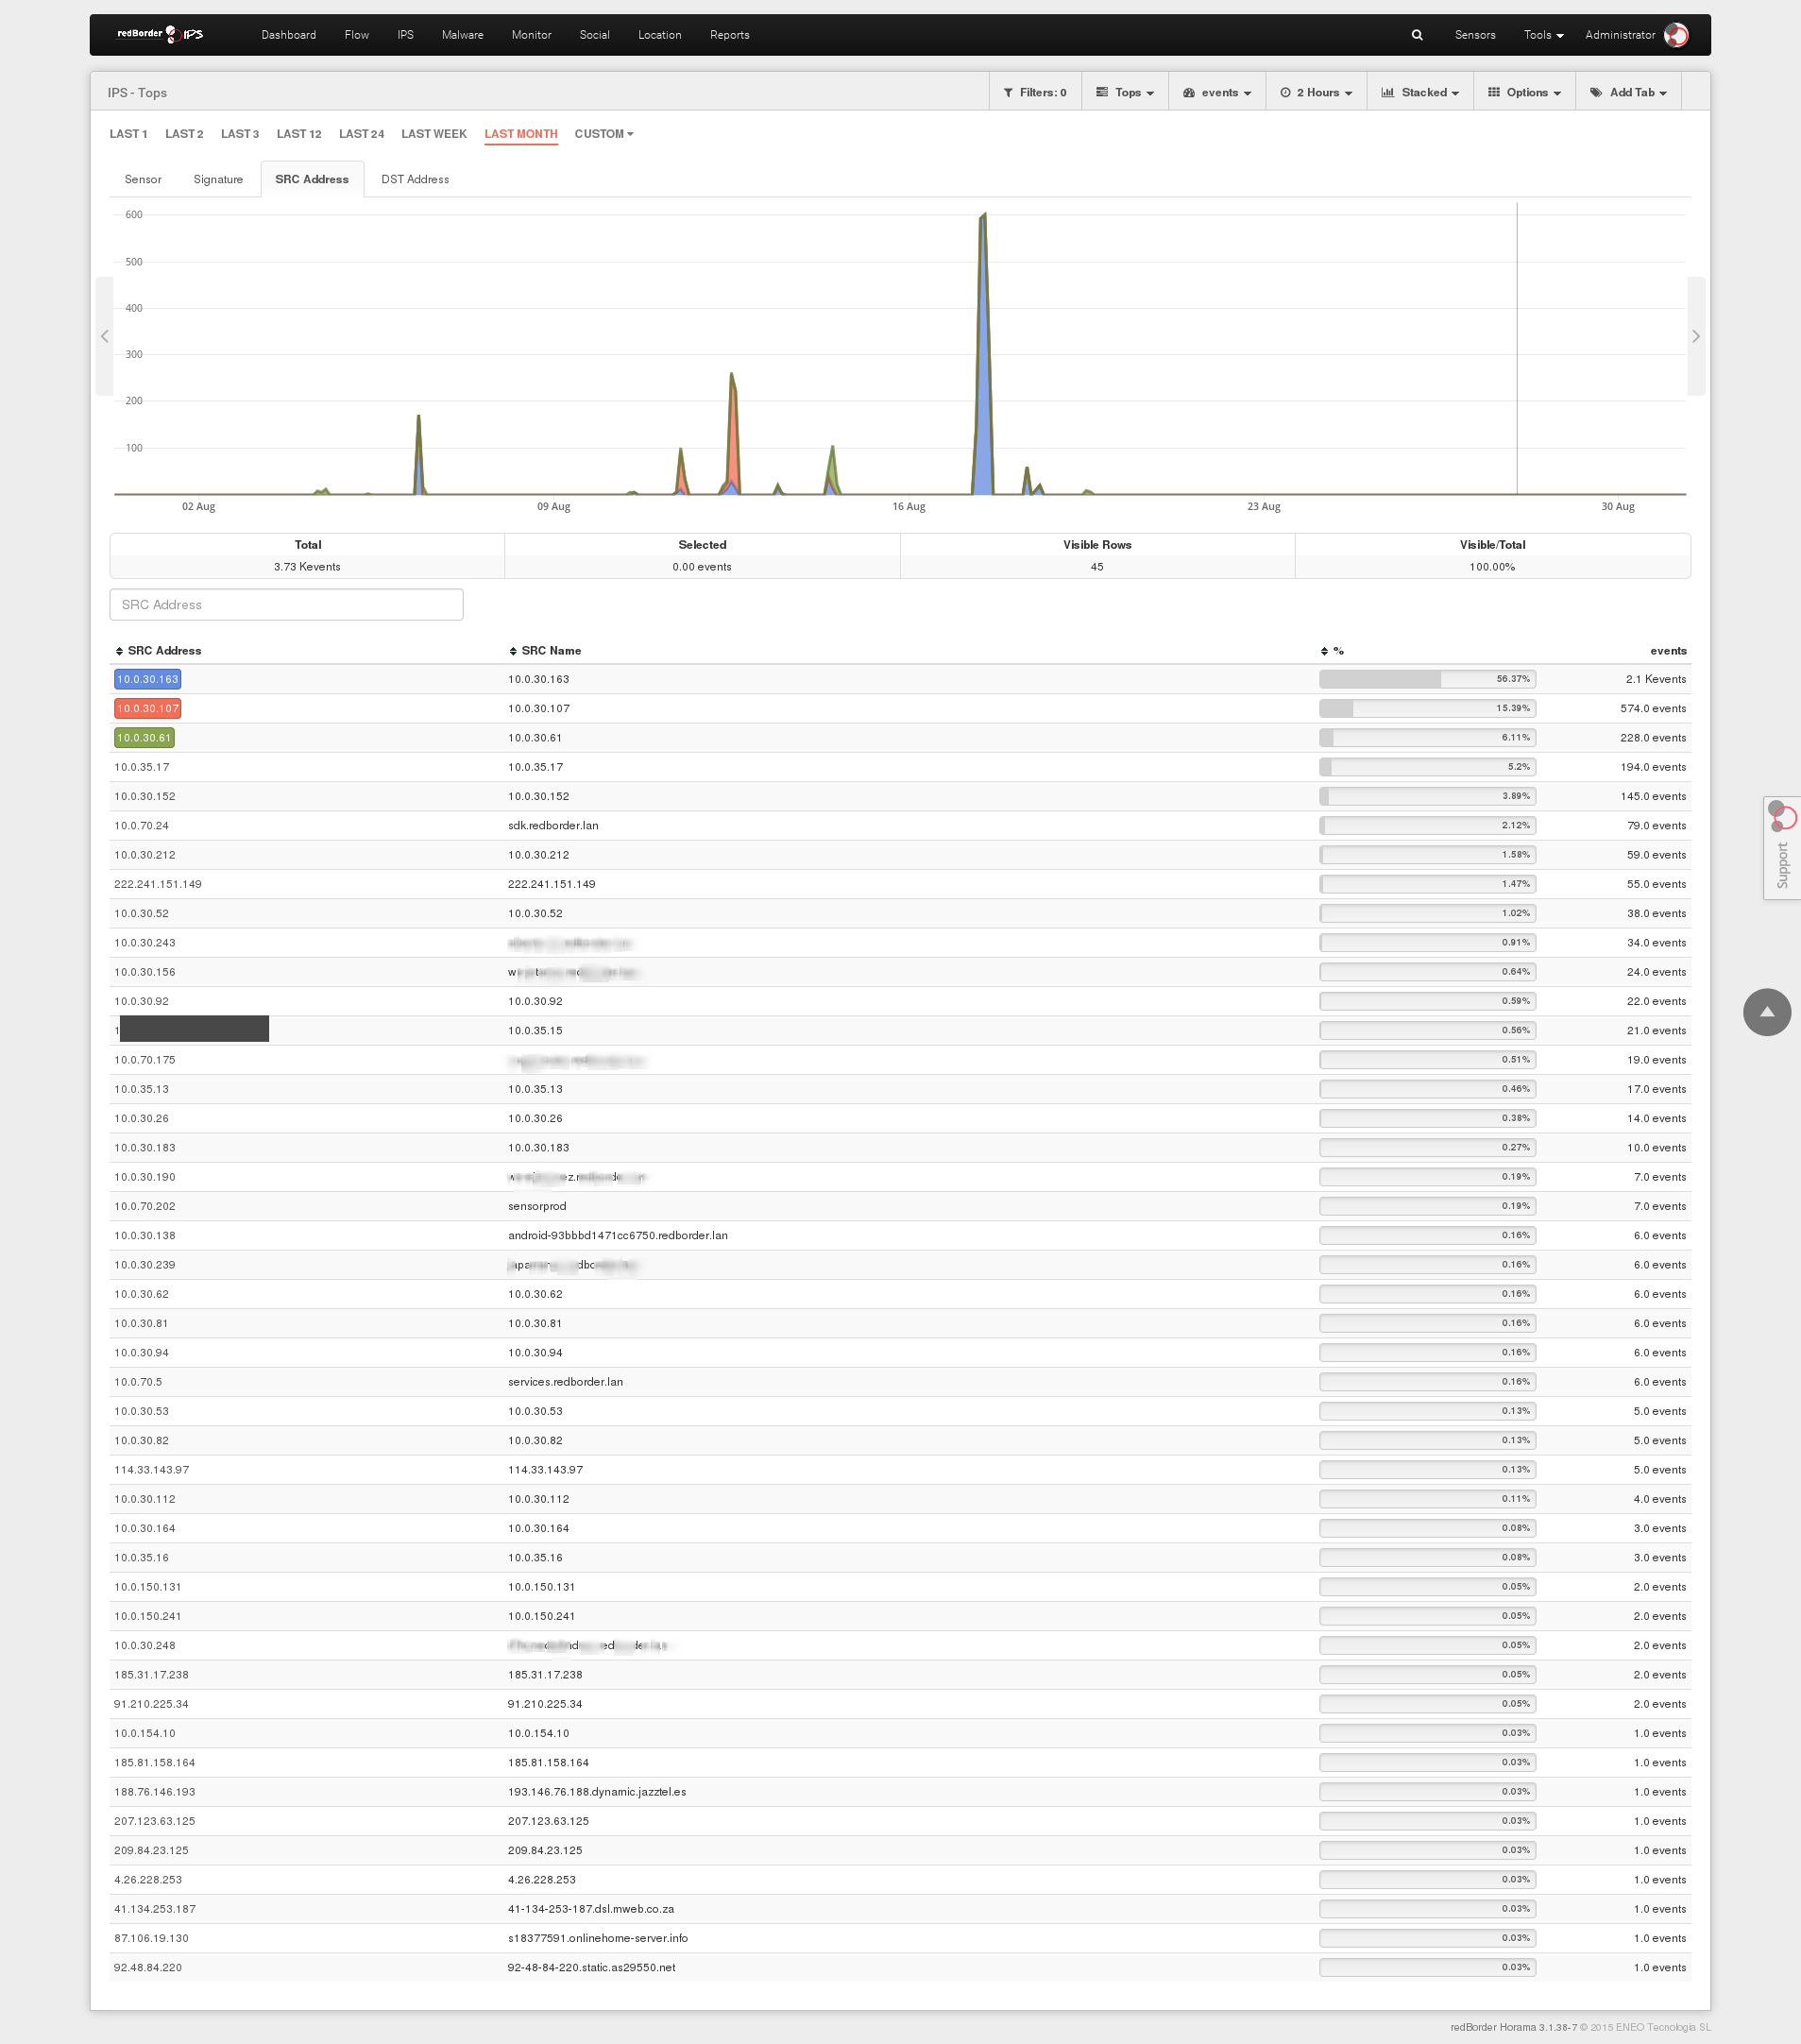 redBorder IPS Dashboard Flow IPS Malware Monitor Social Location Reports Sensors Tools Administrator
IPS - Tops Filters: 0 Tops events 2 Hours Stacked Options Add Tab
LAST 1 LAST 2 LAST 3 LAST 12 LAST 24 LAST WEEK LAST MONTH CUSTOM
Sensor Signature SRC Address DST Address
600
500
400
300
200
100
02 Aug 09 Aug 16 Aug 23 Aug 30 Aug
Total Selected Visible Rows Visible/Total
3.73 Kevents 0.00 events 45 100.00%
SRC Address
SRC Address SRC Name % events
10.0.30.163 10.0.30.163 56.37% 2.1 Kevents
10.0.30.107 10.0.30.107 15.39% 574.0 events
10.0.30.61 10.0.30.61 6.11% 228.0 events
10.0.35.17 10.0.35.17 5.2% 194.0 events
10.0.30.152 10.0.30.152 3.89% 145.0 events
10.0.70.24 sdk.redborder.lan 2.12% 79.0 events
10.0.30.212 10.0.30.212 1.58% 59.0 events
222.241.151.149 222.241.151.149 1.47% 55.0 events
10.0.30.52 10.0.30.52 1.02% 38.0 events
10.0.30.243 0.91% 34.0 events
10.0.30.156 0.64% 24.0 events
10.0.30.92 10.0.30.92 0.59% 22.0 events
10.0.35.15 0.56% 21.0 events
10.0.70.175 0.51% 19.0 events
10.0.35.13 10.0.35.13 0.46% 17.0 events
10.0.30.26 10.0.30.26 0.38% 14.0 events
10.0.30.183 10.0.30.183 0.27% 10.0 events
10.0.30.190 0.19% 7.0 events
10.0.70.202 sensorprod 0.19% 7.0 events
10.0.30.138 android-93bbbd1471cc6750.redborder.lan 0.16% 6.0 events
10.0.30.239 0.16% 6.0 events
10.0.30.62 10.0.30.62 0.16% 6.0 events
10.0.30.81 10.0.30.81 0.16% 6.0 events
10.0.30.94 10.0.30.94 0.16% 6.0 events
10.0.70.5 services.redborder.lan 0.16% 6.0 events
10.0.30.53 10.0.30.53 0.13% 5.0 events
10.0.30.82 10.0.30.82 0.13% 5.0 events
114.33.143.97 114.33.143.97 0.13% 5.0 events
10.0.30.112 10.0.30.112 0.11% 4.0 events
10.0.30.164 10.0.30.164 0.08% 3.0 events
10.0.35.16 10.0.35.16 0.08% 3.0 events
10.0.150.131 10.0.150.131 0.05% 2.0 events
10.0.150.241 10.0.150.241 0.05% 2.0 events
10.0.30.248 0.05% 2.0 events
185.31.17.238 185.31.17.238 0.05% 2.0 events
91.210.225.34 91.210.225.34 0.05% 2.0 events
10.0.154.10 10.0.154.10 0.03% 1.0 events
185.81.158.164 185.81.158.164 0.03% 1.0 events
188.76.146.193 193.146.76.188.dynamic.jazztel.es 0.03% 1.0 events
207.123.63.125 207.123.63.125 0.03% 1.0 events
209.84.23.125 209.84.23.125 0.03% 1.0 events
4.26.228.253 4.26.228.253 0.03% 1.0 events
41.134.253.187 41-134-253-187.dsl.mweb.co.za 0.03% 1.0 events
87.106.19.130 s18377591.onlinehome-server.info 0.03% 1.0 events
92.48.84.220 92-48-84-220.static.as29550.net 0.03% 1.0 events
Support
redBorder Horama 3.1.38-7 © 2015 ENEO Tecnología SL